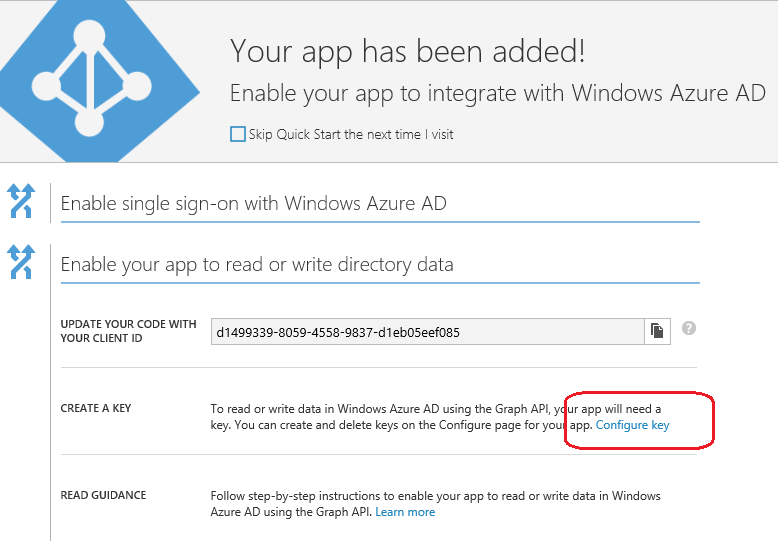 Your app has been added!
Enable your app to integrate with Windows Azure AD
Skip Quick Start the next time I visit
Enable single sign-on with Windows Azure AD
Enable your app to read or write directory data
UPDATE YOUR CODE WITH
YOUR CLIENT ID
d1499339-8059-4558-9837-d1eb05eef085
?
CREATE A KEY
To read or write data in Windows Azure AD using the Graph API, your app will need a
key. You can create and delete keys on the Configure page for your app. Configure key
READ GUIDANCE
Follow step-by-step instructions to enable your app to read or write data in Windows
Azure AD using the Graph API. Learn more